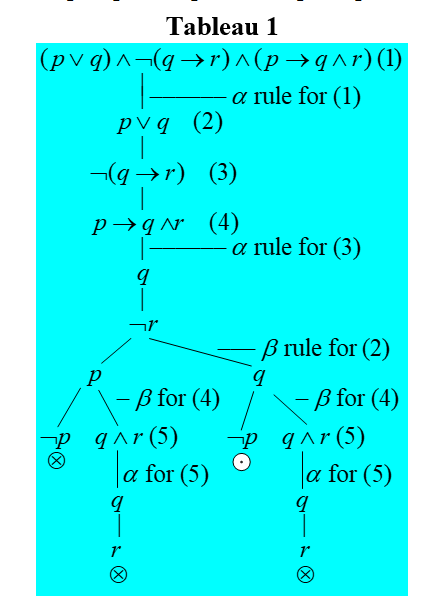 Tableau 1
(p ∨ q) ∧ ¬(q → r) ∧ (p → q ∧ r) (1)
α rule for (1)
p ∨ q (2)
¬(q → r) (3)
p → q ∧ r (4)
α rule for (3)
q
¬r
β rule for (2)
p q
β for (4) β for (4)
¬p q ∧ r (5) ¬p q ∧ r (5)
⊗ ⊙
α for (5) α for (5)
q q
r r
⊗ ⊗